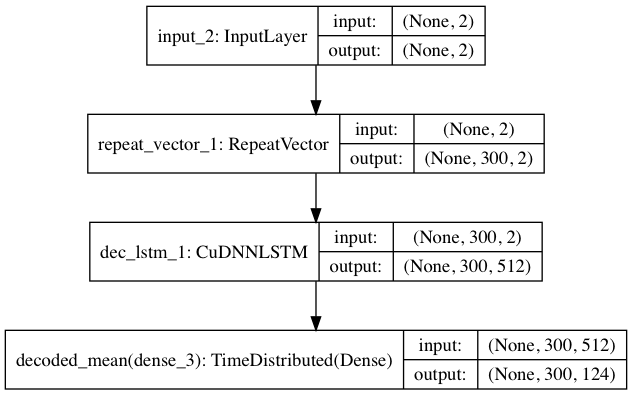 input_2: InputLayer
input: (None, 2)
output: (None, 2)
repeat_vector_1: RepeatVector
input: (None, 2)
output: (None, 300, 2)
dec_lstm_1: CuDNNLSTM
input: (None, 300, 2)
output: (None, 300, 512)
decoded_mean(dense_3): TimeDistributed(Dense)
input: (None, 300, 512)
output: (None, 300, 124)